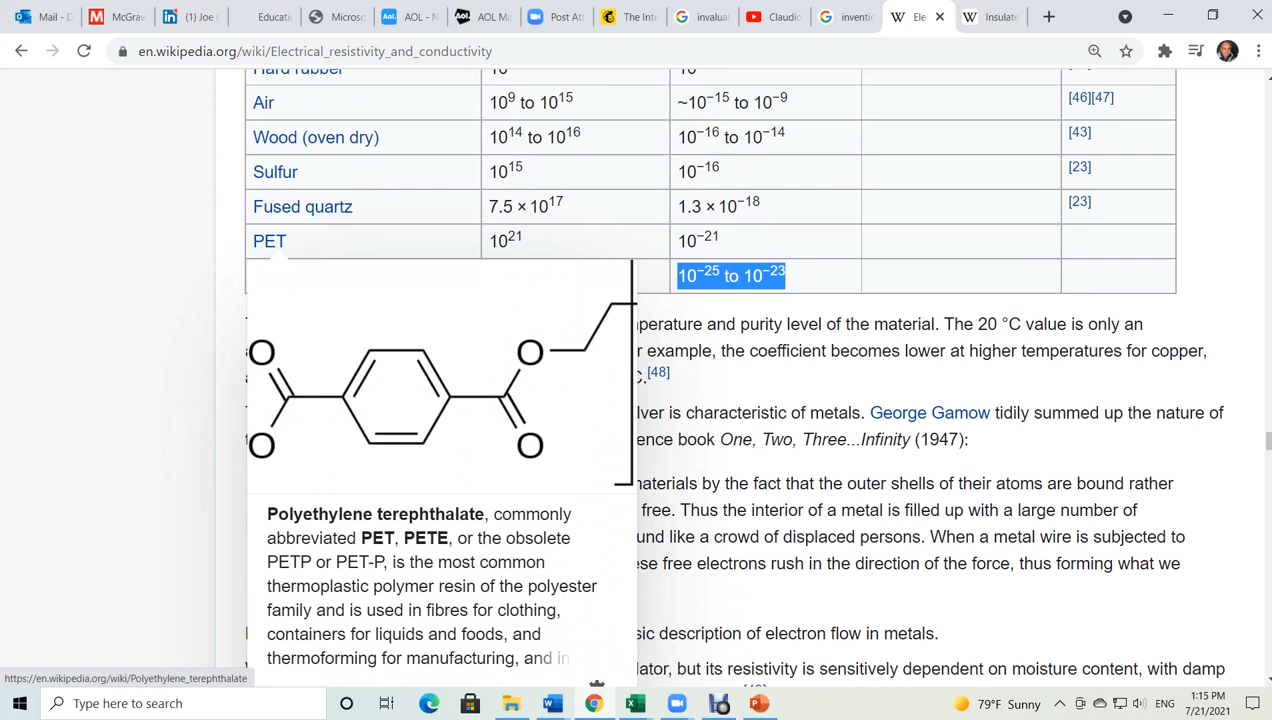 Mail - D
McGrav
(1) Joe (
Educati
Microsc
AOL - N
AOL Ma
Post Att
The Inte
invalual
Claudio
inventic
Ele
Insulate
en.wikipedia.org/wiki/Electrical_resistivity_and_conductivity
Hard rubber
Air 10⁹ to 10¹⁵ ~10⁻¹⁵ to 10⁻⁹ [46][47]
Wood (oven dry) 10¹⁴ to 10¹⁶ 10⁻¹⁶ to 10⁻¹⁴ [43]
Sulfur 10¹⁵ 10⁻¹⁶ [23]
Fused quartz 7.5 × 10¹⁷ 1.3 × 10⁻¹⁸ [23]
PET 10²¹ 10⁻²¹
10⁻²⁵ to 10⁻²³
nperature and purity level of the material. The 20 °C value is only an
r example, the coefficient becomes lower at higher temperatures for copper,
C.[48]
lver is characteristic of metals. George Gamow tidily summed up the nature of
ence book One, Two, Three...Infinity (1947):
naterials by the fact that the outer shells of their atoms are bound rather
free. Thus the interior of a metal is filled up with a large number of
und like a crowd of displaced persons. When a metal wire is subjected to
ese free electrons rush in the direction of the force, thus forming what we
sic description of electron flow in metals.
lator, but its resistivity is sensitively dependent on moisture content, with damp
O
O
O
O
Polyethylene terephthalate, commonly
abbreviated PET, PETE, or the obsolete
PETP or PET-P, is the most common
thermoplastic polymer resin of the polyester
family and is used in fibres for clothing,
containers for liquids and foods, and
thermoforming for manufacturing, and in
https://en.wikipedia.org/wiki/Polyethylene_terephthalate
Type here to search
79°F Sunny
ENG
1:15 PM
7/21/2021